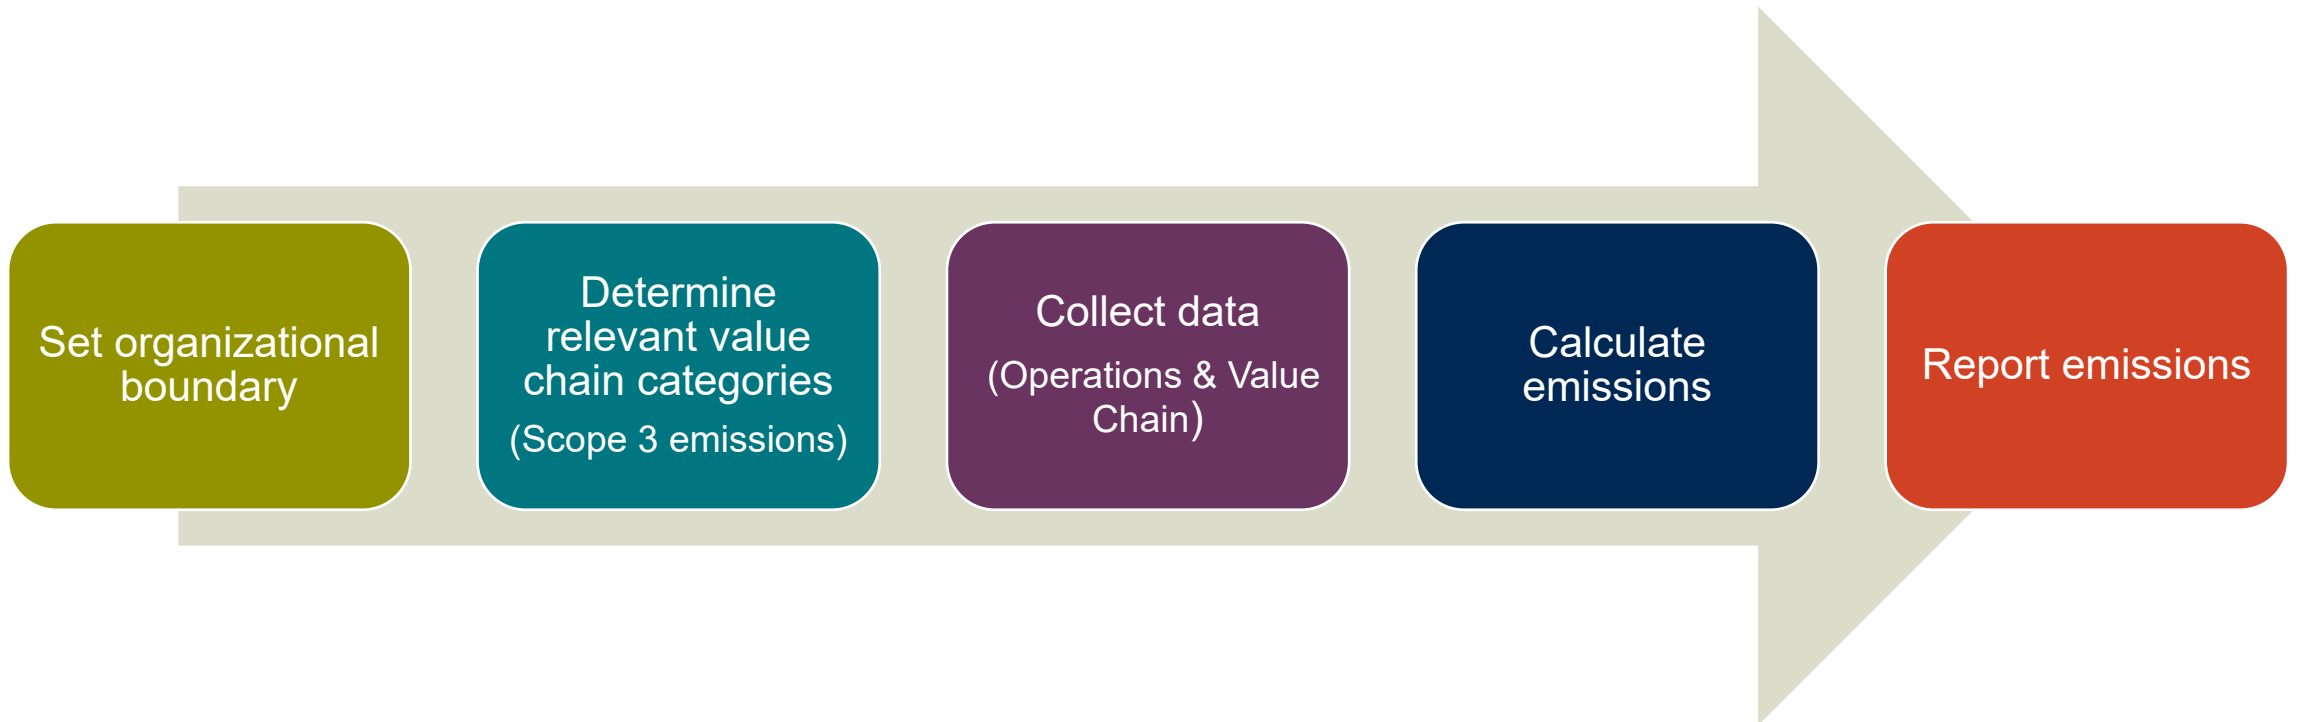 Set organizational
boundary
Determine
relevant value
chain categories
(Scope 3 emissions)
Collect data
(Operations & Value
Chain)
Calculate
emissions
Report emissions